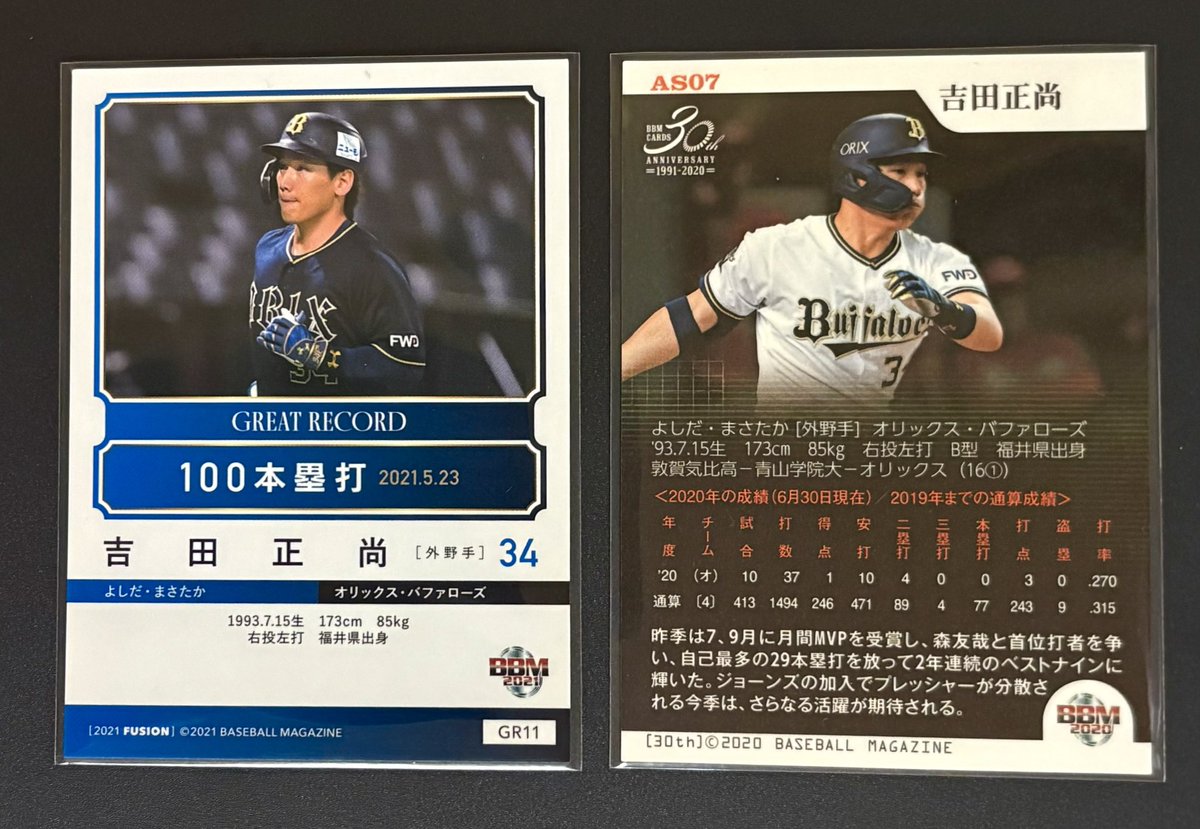 B
ニューモ
ORIX
34
FWD
GREAT RECORD
100本塁打 2021.5.23
吉田正尚 [外野手] 34
よしだ・まさたか オリックス・バファローズ
1993.7.15生 173cm 85kg
右投左打 福井県出身
BBM
2021
[2021 FUSION] ©2021 BASEBALL MAGAZINE GR11
AS07 吉田正尚
BBM CARDS 30th
ANNIVERSARY
1991-2020
B
ORIX
FWD
Buffaloe
3
よしだ・まさたか [外野手] オリックス・バファローズ
'93.7.15生 173cm 85kg 右投左打 B型 福井県出身
敦賀気比高-青山学院大-オリックス (16①)
<2020年の成績(6月30日現在)/2019年までの通算成績>
年度 チーム 試合 打数 得点 安打 二塁打 三塁打 本塁打 打点 盗塁 打率
'20 (オ) 10 37 1 10 4 0 0 3 0 .270
通算 [4] 413 1494 246 471 89 4 77 243 9 .315
昨季は7、9月に月間MVPを受賞し、森友哉と首位打者を争
い、自己最多の29本塁打を放って2年連続のベストナインに
輝いた。ジョーンズの加入でプレッシャーが分散さ
れる今季は、さらなる活躍が期待される。
BBM
2020
[30th]©2020 BASEBALL MAGAZINE